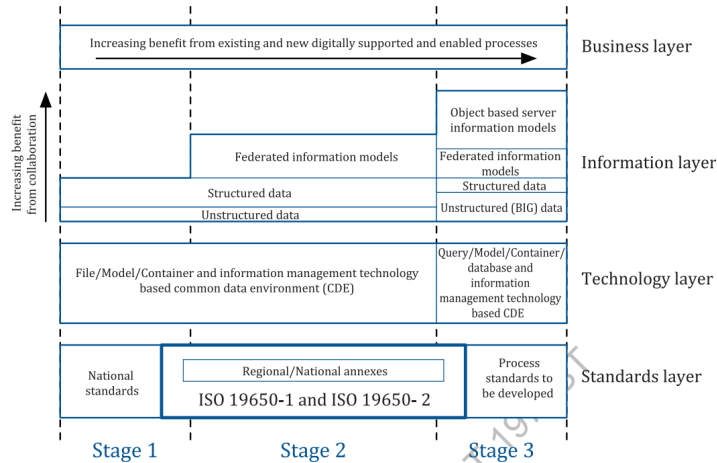 Increasing benefit from existing and new digitally supported and enabled processes
Business layer
Increasing benefit
from collaboration
Object based server
information models
Federated information models
Federated information
models
Information layer
Structured data
Structured data
Unstructured data
Unstructured (BIG) data
File/Model/Container and information management technology
based common data environment (CDE)
Query/Model/Container/
database and
information
management technology
based CDE
Technology layer
National
standards
Regional/National annexes
ISO 19650-1 and ISO 19650- 2
Process
standards to
be developed
Standards layer
Stage 1
Stage 2
Stage 3